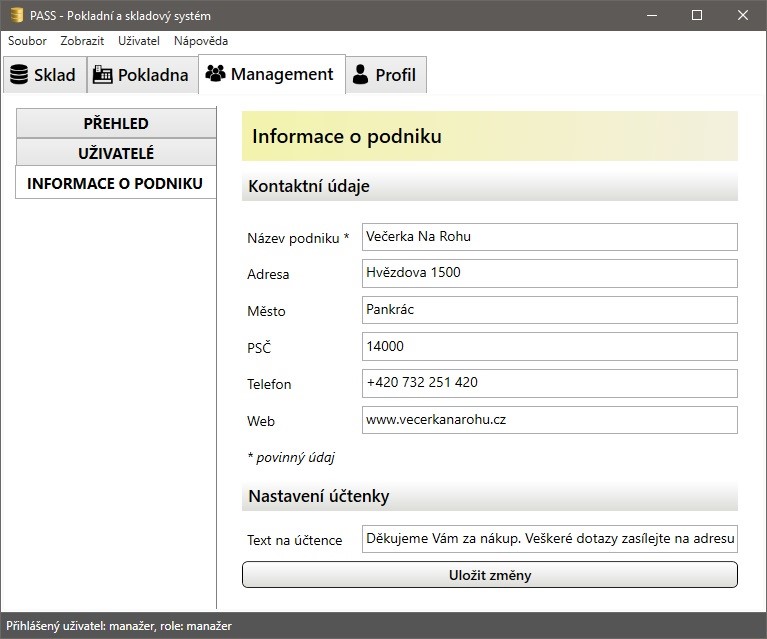 PASS - Pokladní a skladový systém
Soubor Zobrazit Uživatel Nápověda
Sklad Pokladna Management Profil
PŘEHLED
UŽIVATELÉ
INFORMACE O PODNIKU
Informace o podniku
Kontaktní údaje
Název podniku * Večerka Na Rohu
Adresa Hvězdova 1500
Město Pankrác
PSČ 14000
Telefon +420 732 251 420
Web www.vecerkanarohu.cz
* povinný údaj
Nastavení účtenky
Text na účtence Děkujeme Vám za nákup. Veškeré dotazy zasílejte na adresu
Uložit změny
Přihlášený uživatel: manažer, role: manažer